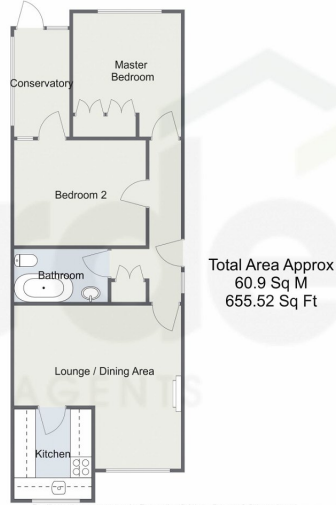 Master
Bedroom
Conservatory
Bedroom 2
Bathroom
Total Area Approx
60.9 Sq M
655.52 Sq Ft
Lounge / Dining Area
AGENTS
Kitchen